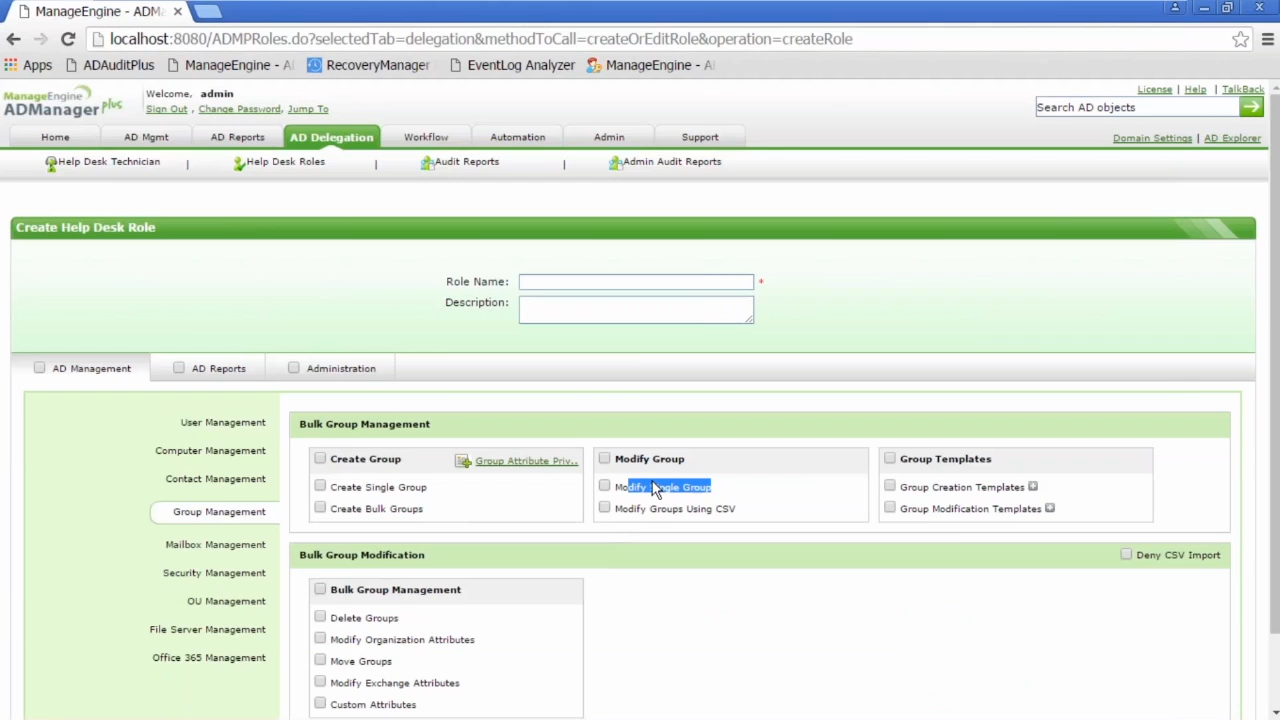 ManageEngine - ADM
localhost:8080/ADMPRoles.do?selectedTab=delegation&methodToCall=createOrEditRole&operation=createRole
Apps ADAuditPlus ManageEngine - A RecoveryManager EventLog Analyzer ManageEngine - A
ManageEngine
ADManager plus
Welcome, admin
Sign Out , Change Password, Jump To
License | Help | TalkBack
Search AD objects
Home AD Mgmt AD Reports AD Delegation Workflow Automation Admin Support
Domain Settings | AD Explorer
Help Desk Technician | Help Desk Roles | Audit Reports | Admin Audit Reports
Create Help Desk Role
Role Name: *
Description:
AD Management AD Reports Administration
User Management
Computer Management
Contact Management
Group Management
Mailbox Management
Security Management
OU Management
File Server Management
Office 365 Management
Bulk Group Management
Create Group Group Attribute Priv..
Create Single Group
Create Bulk Groups
Modify Group
Modify Single Group
Modify Groups Using CSV
Group Templates
Group Creation Templates
Group Modification Templates
Bulk Group Modification Deny CSV Import
Bulk Group Management
Delete Groups
Modify Organization Attributes
Move Groups
Modify Exchange Attributes
Custom Attributes